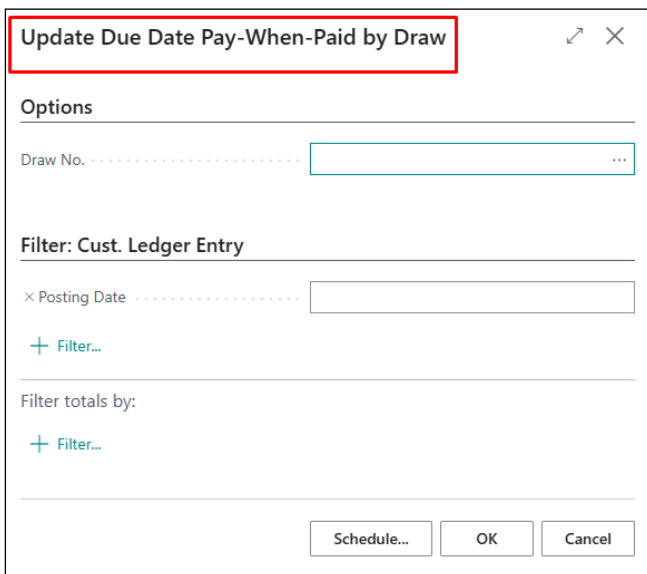 Update Due Date Pay-When-Paid by Draw
Options
Draw No.
...
Filter: Cust. Ledger Entry
× Posting Date
+ Filter...
Filter totals by:
+ Filter...
Schedule... OK Cancel